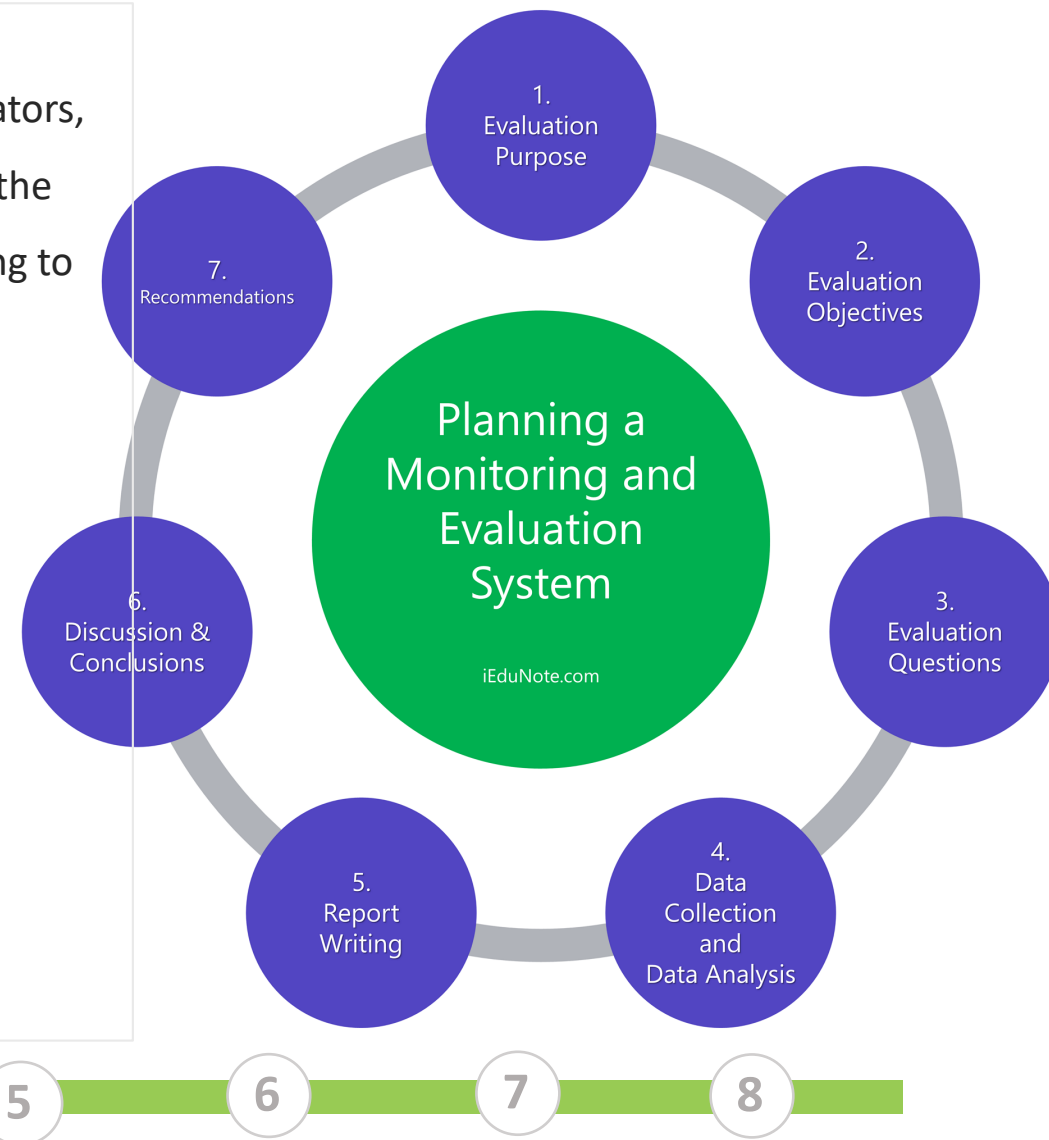 ators,
the
ng to
1.
Evaluation
Purpose
2.
Evaluation
Objectives
3.
Evaluation
Questions
4.
Data
Collection
and
Data Analysis
5.
Report
Writing
6.
Discussion &
Conclusions
7.
Recommendations
Planning a
Monitoring and
Evaluation
System
iEduNote.com
5
6
7
8